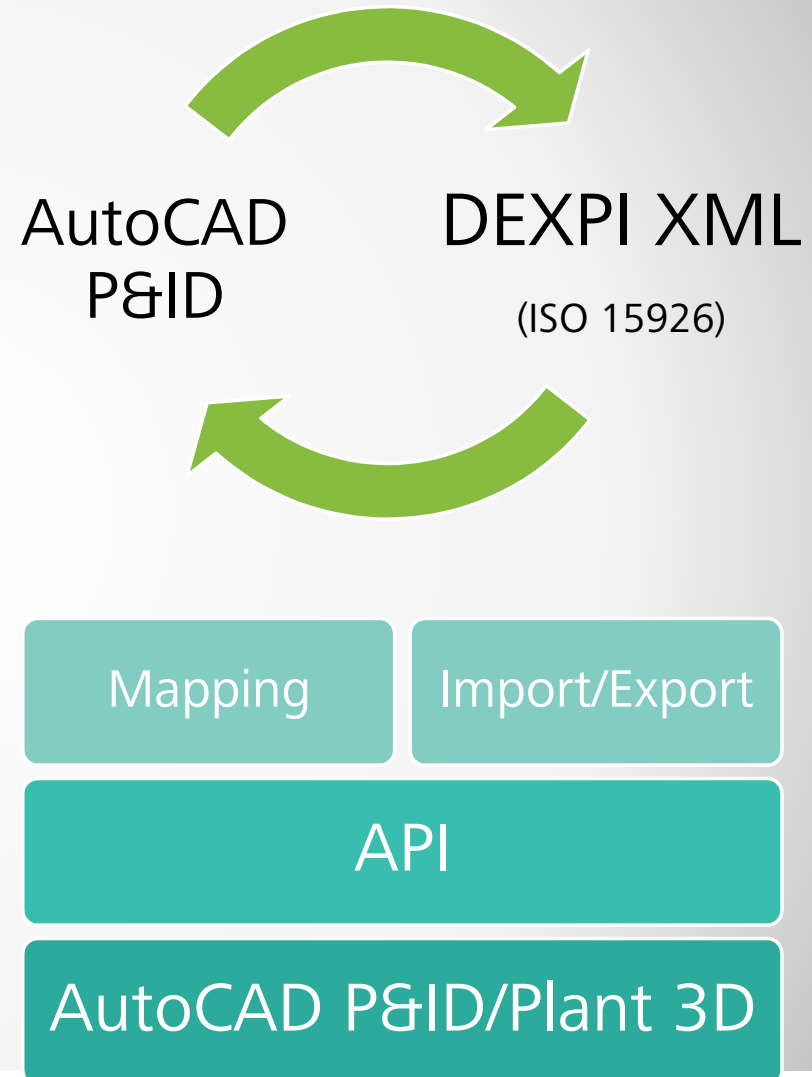 AutoCAD
P&ID
DEXPI XML
(ISO 15926)
Mapping
Import/Export
API
AutoCAD P&ID/Plant 3D